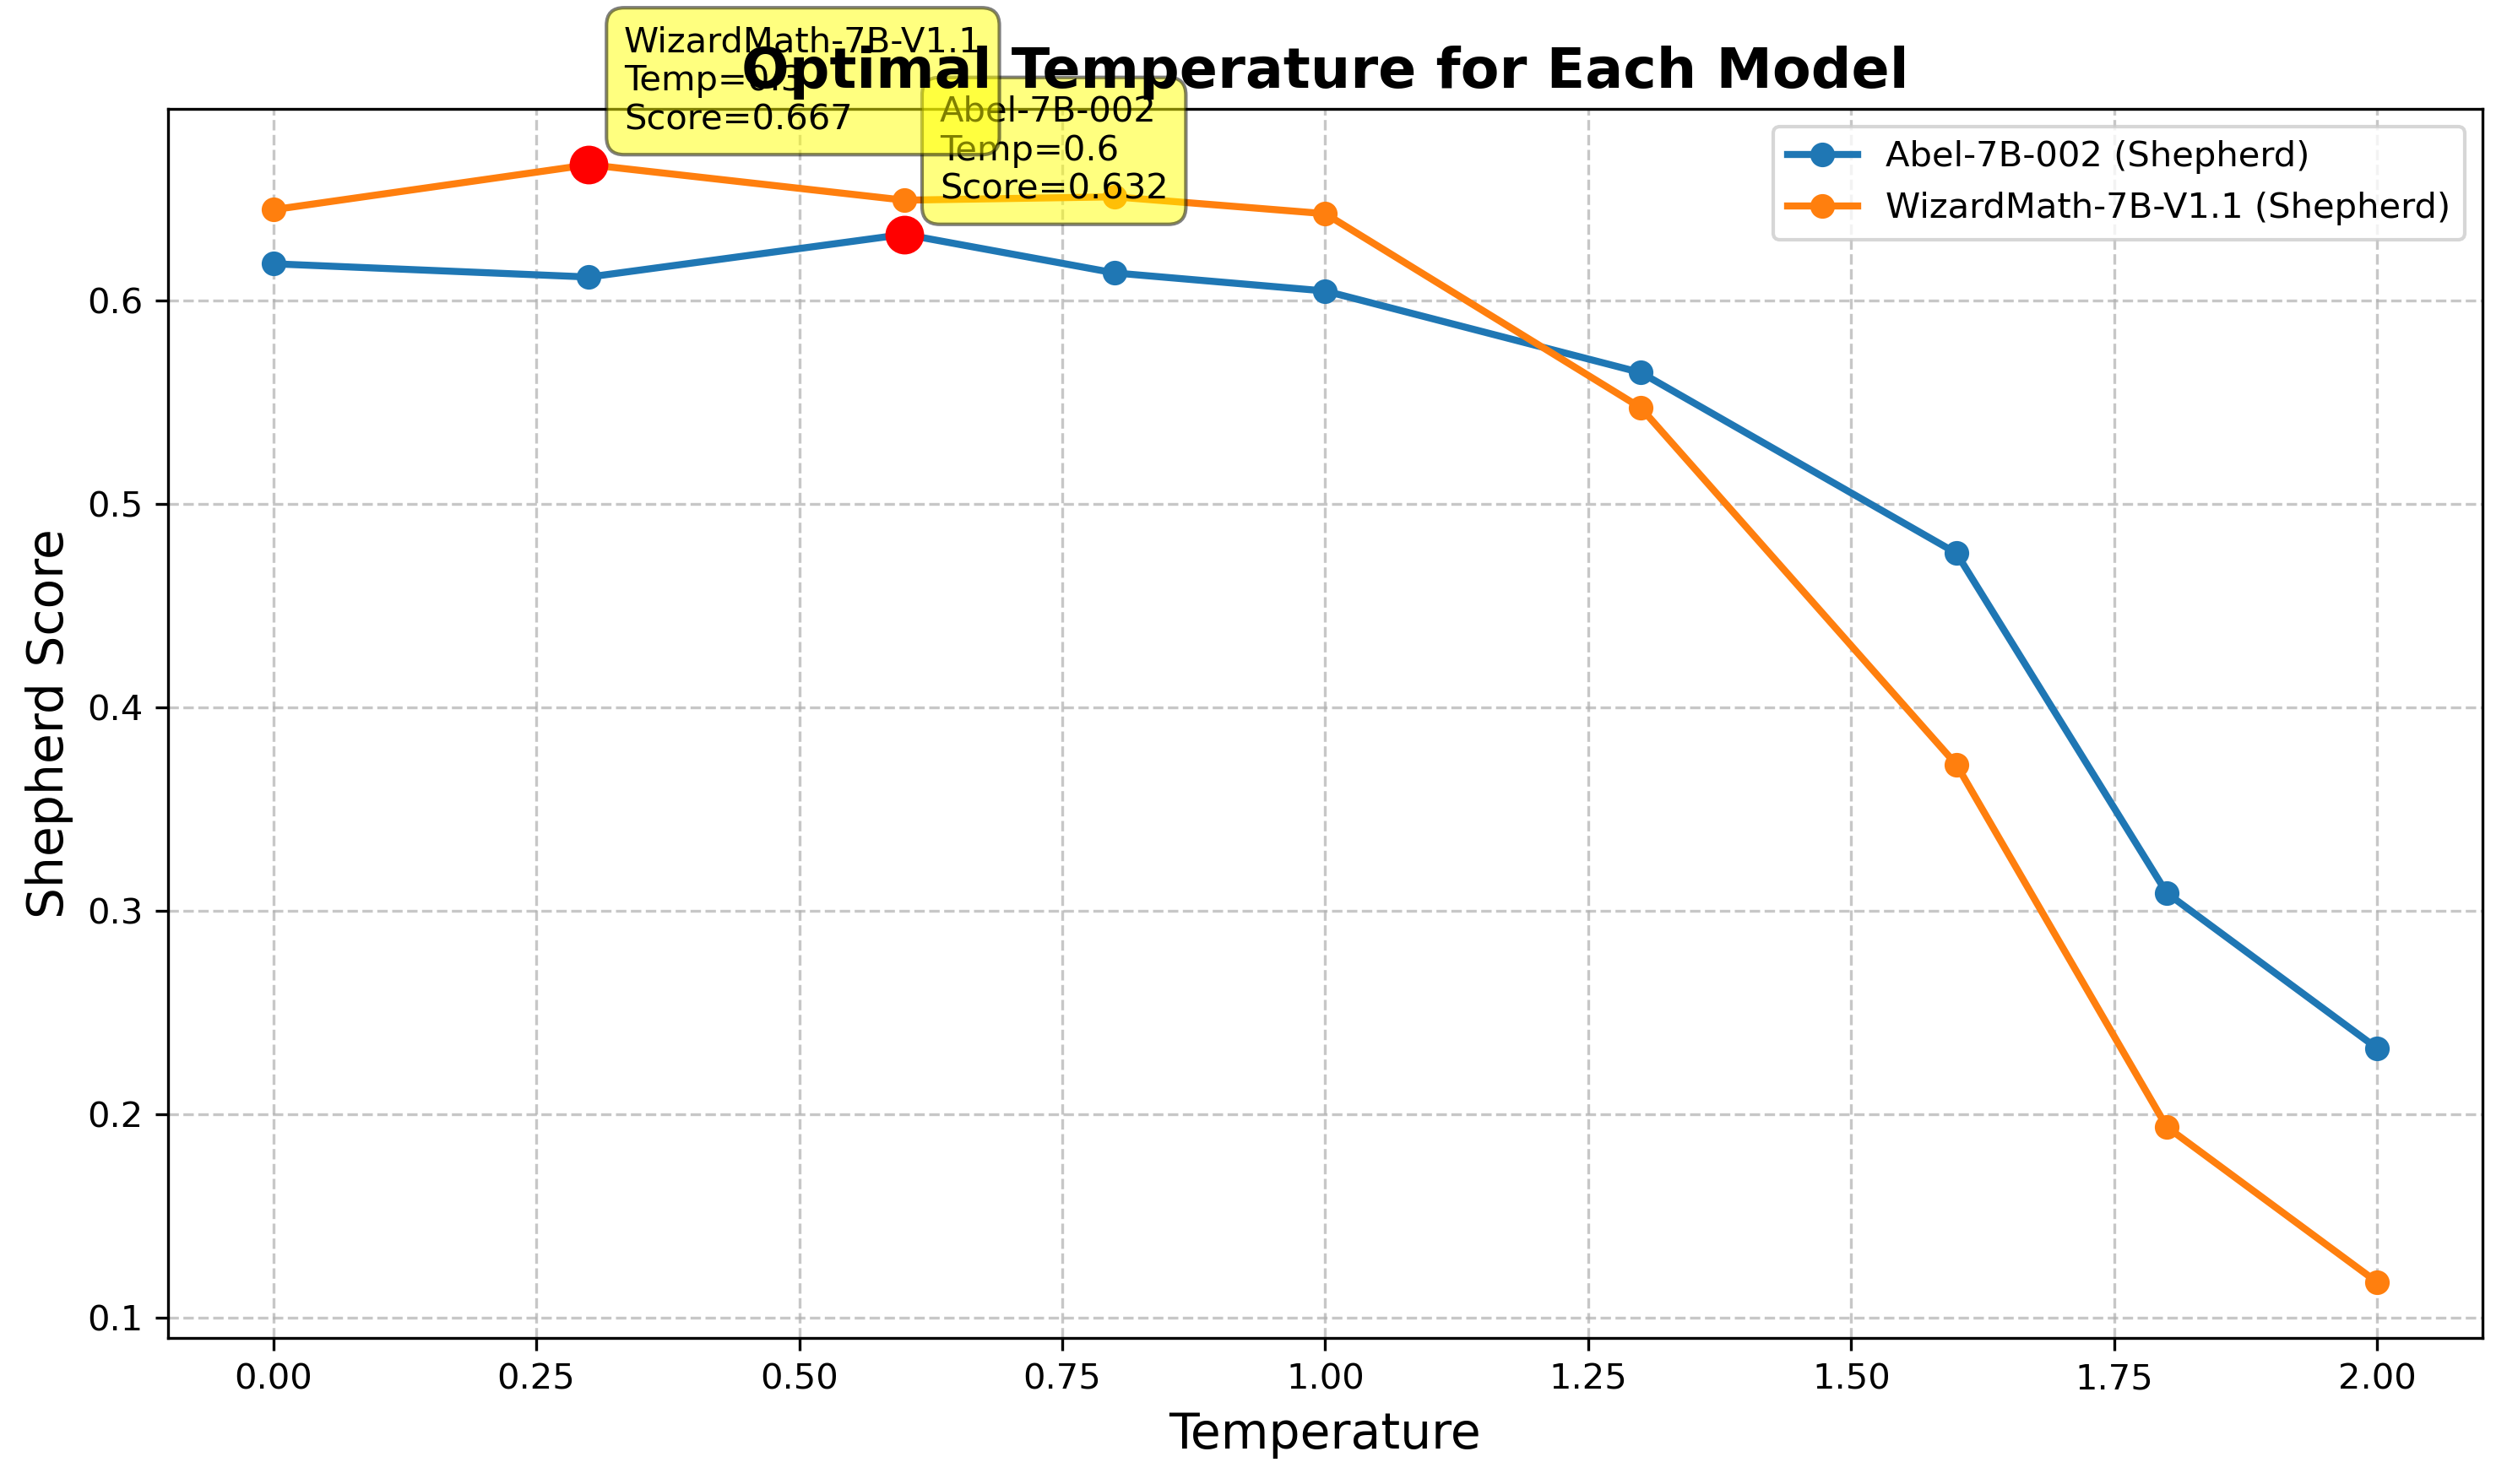 WizardMath-7B-V1.1
Temp=0.3
Score=0.667
Optimal Temperature for Each Model
Abel-7B-002
Temp=0.6
Score=0.632
Abel-7B-002 (Shepherd)
WizardMath-7B-V1.1 (Shepherd)
Shepherd Score
0.6
0.5
0.4
0.3
0.2
0.1
0.00 0.25 0.50 0.75 1.00 1.25 1.50 1.75 2.00
Temperature